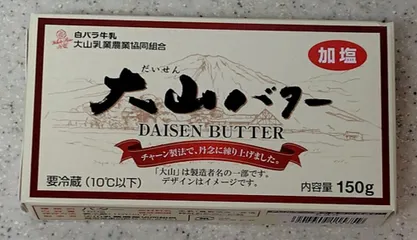 白バラ牛乳
大山乳業農業協同組合
加塩
だいせん
大山バター
DAISEN BUTTER
チャーン製法で、丹念に練り上げました。
「大山」は製造者名の一部です。
デザインはイメージです。
要冷蔵（10℃以下）
内容量 150g